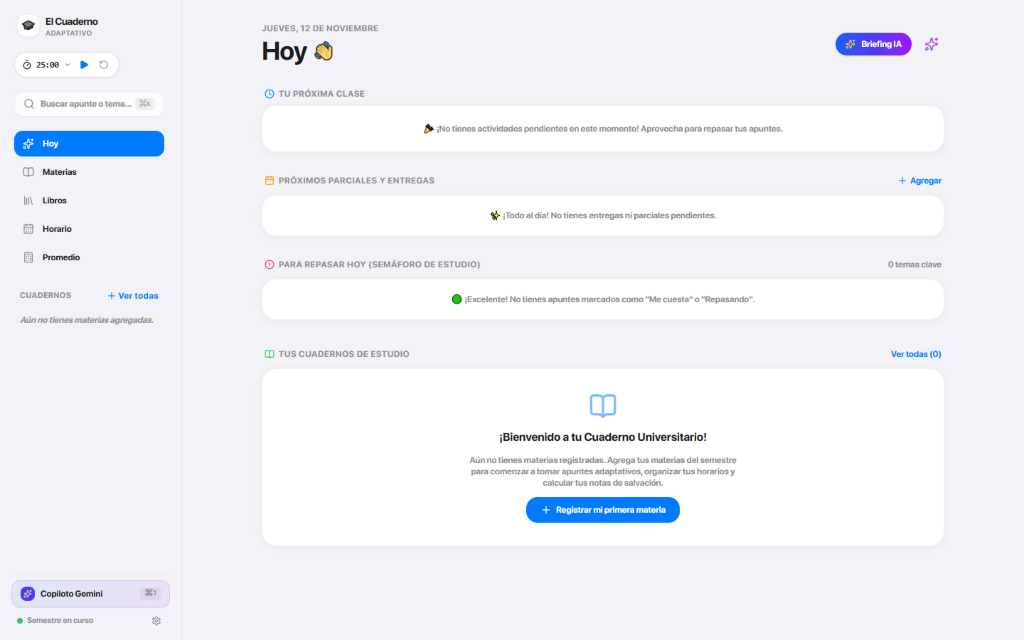 El Cuaderno
ADAPTATIVO
25:00
Buscar apunte o tema... ⌘K
Hoy
Materias
Libros
Horario
Promedio
CUADERNOS
+ Ver todas
Aún no tienes materias agregadas.
Copiloto Gemini
Semestre en curso
JUEVES, 12 DE NOVIEMBRE
Hoy 👋
Briefing IA
TU PRÓXIMA CLASE
🎉 ¡No tienes actividades pendientes en este momento! Aprovecha para repasar tus apuntes.
PRÓXIMOS PARCIALES Y ENTREGAS
+ Agregar
✨ ¡Todo al día! No tienes entregas ni parciales pendientes.
PARA REPASAR HOY (SEMÁFORO DE ESTUDIO)
0 temas clave
🟢 ¡Excelente! No tienes apuntes marcados como "Me cuesta" o "Repasando".
TUS CUADERNOS DE ESTUDIO
Ver todas (0)
¡Bienvenido a tu Cuaderno Universitario!
Aún no tienes materias registradas. Agrega tus materias del semestre
para comenzar a tomar apuntes adaptativos, organizar tus horarios y
calcular tus notas de salvación.
+ Registrar mi primera materia